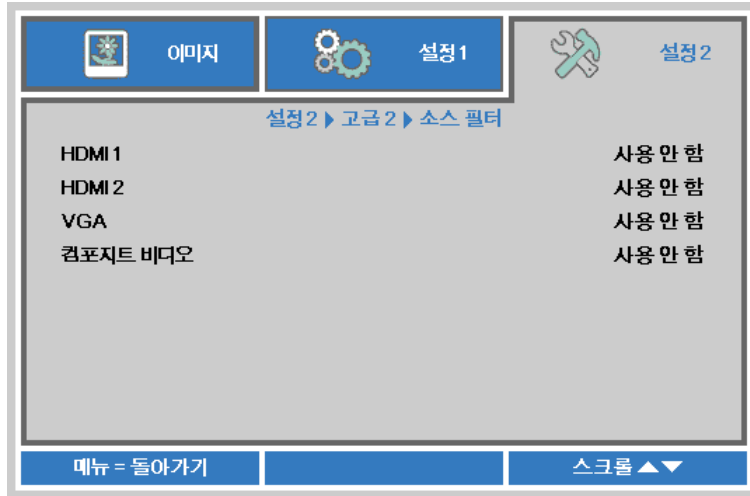 이미지 설정1 설정2
설정2 ▶ 고급2 ▶ 소스 필터
HDMI 1 사용 안 함
HDMI 2 사용 안 함
VGA 사용 안 함
컴포지트 비디오 사용 안 함
메뉴 = 돌아가기 스크롤 ▲▼